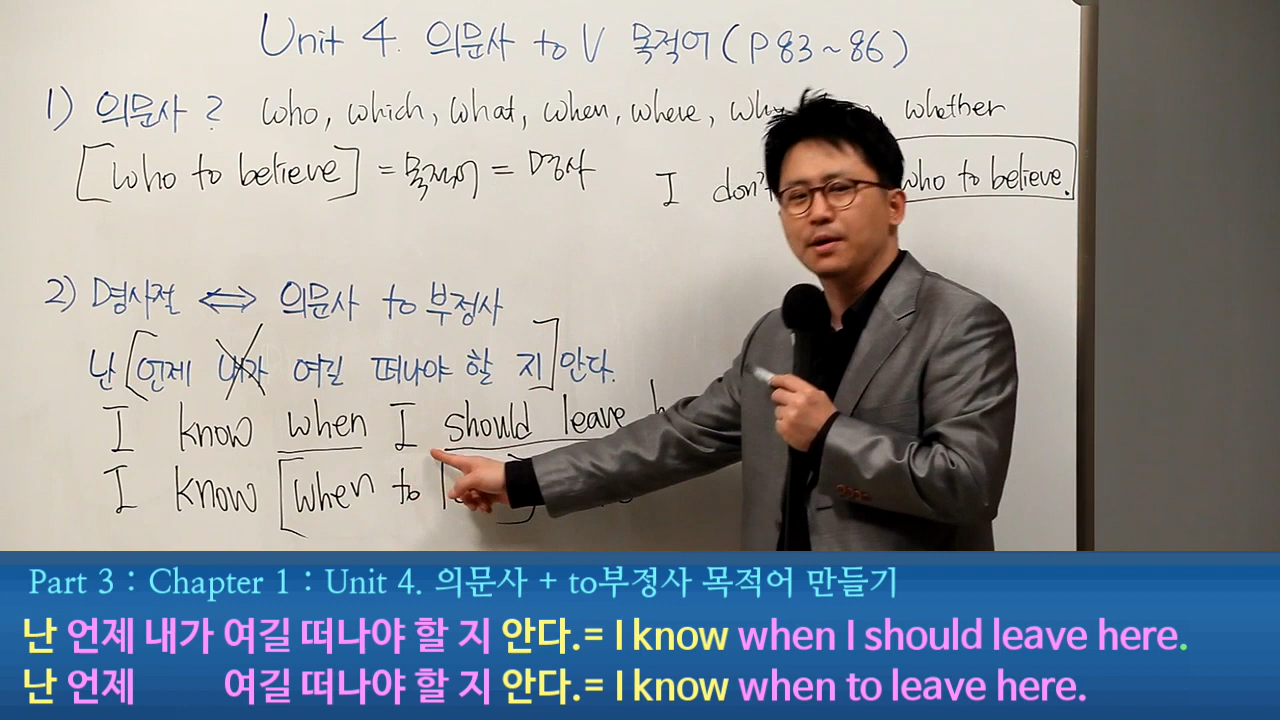 Unit 4. 의문사 to V 목적어 (P 83~86)
1) 의문사? who, which, what, when, where, whether
[who to believe] = 목적어 = 명사 I don't who to believe.
2) 명사절 ⇔ 의문사 to 부정사
난 [언제 내가 여길 떠나야 할 지] 안다.
I know when I should leave
I know [when to
Part 3 : Chapter 1 : Unit 4. 의문사 + to부정사 목적어 만들기
난 언제 내가 여길 떠나야 할 지 안다.= I know when I should leave here.
난 언제 여길 떠나야 할 지 안다.= I know when to leave here.